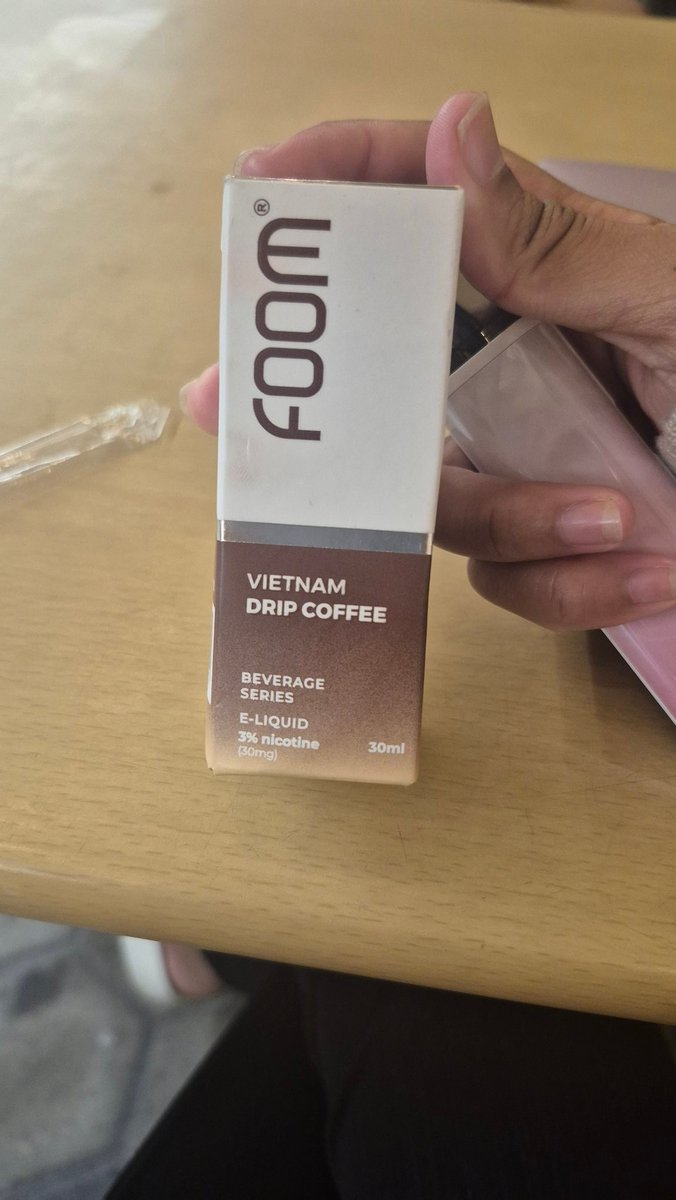 FOOM®
VIETNAM
DRIP COFFEE
BEVERAGE
SERIES
E-LIQUID
3% nicotine
(30mg)
30ml